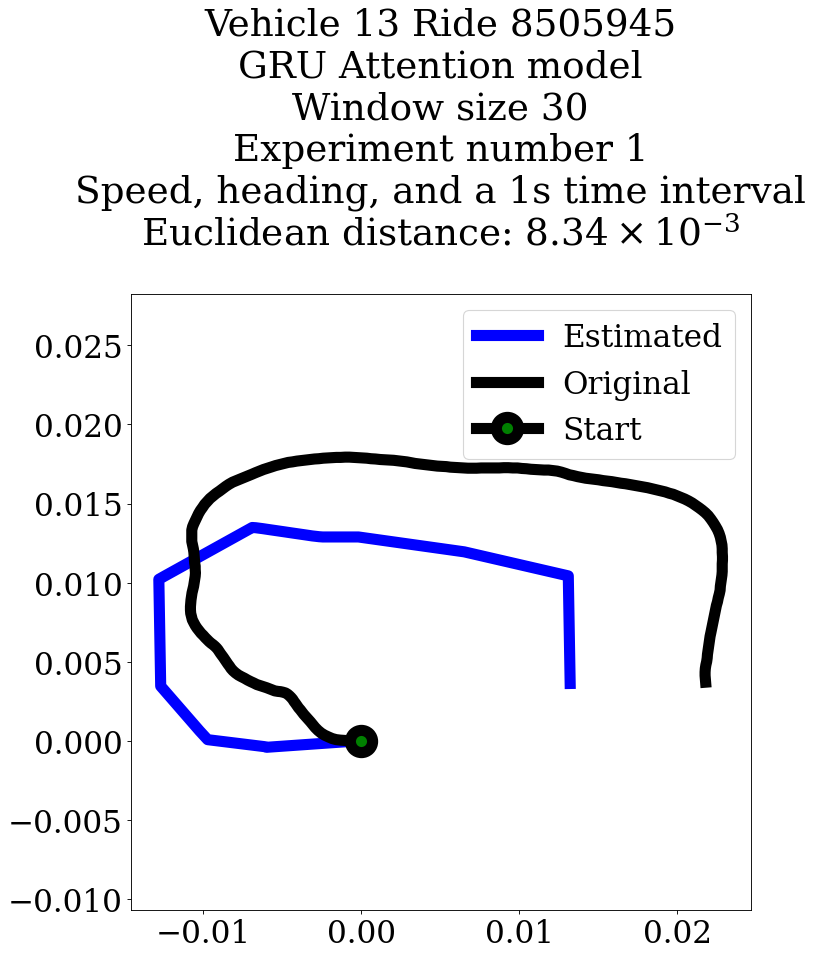 Vehicle 13 Ride 8505945
GRU Attention model
Window size 30
Experiment number 1
Speed, heading, and a 1s time interval
Euclidean distance: 8.34 × 10⁻³
Estimated
Original
Start
0.025
0.020
0.015
0.010
0.005
0.000
−0.005
−0.010
−0.01 0.00 0.01 0.02